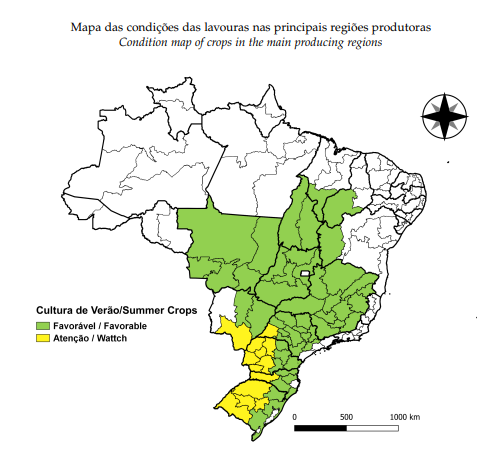 Mapa das condições das lavouras nas principais regiões produtoras
Condition map of crops in the main producing regions
Cultura de Verão/Summer Crops
Favorável / Favorable
Atenção / Wattch
0 500 1000 km